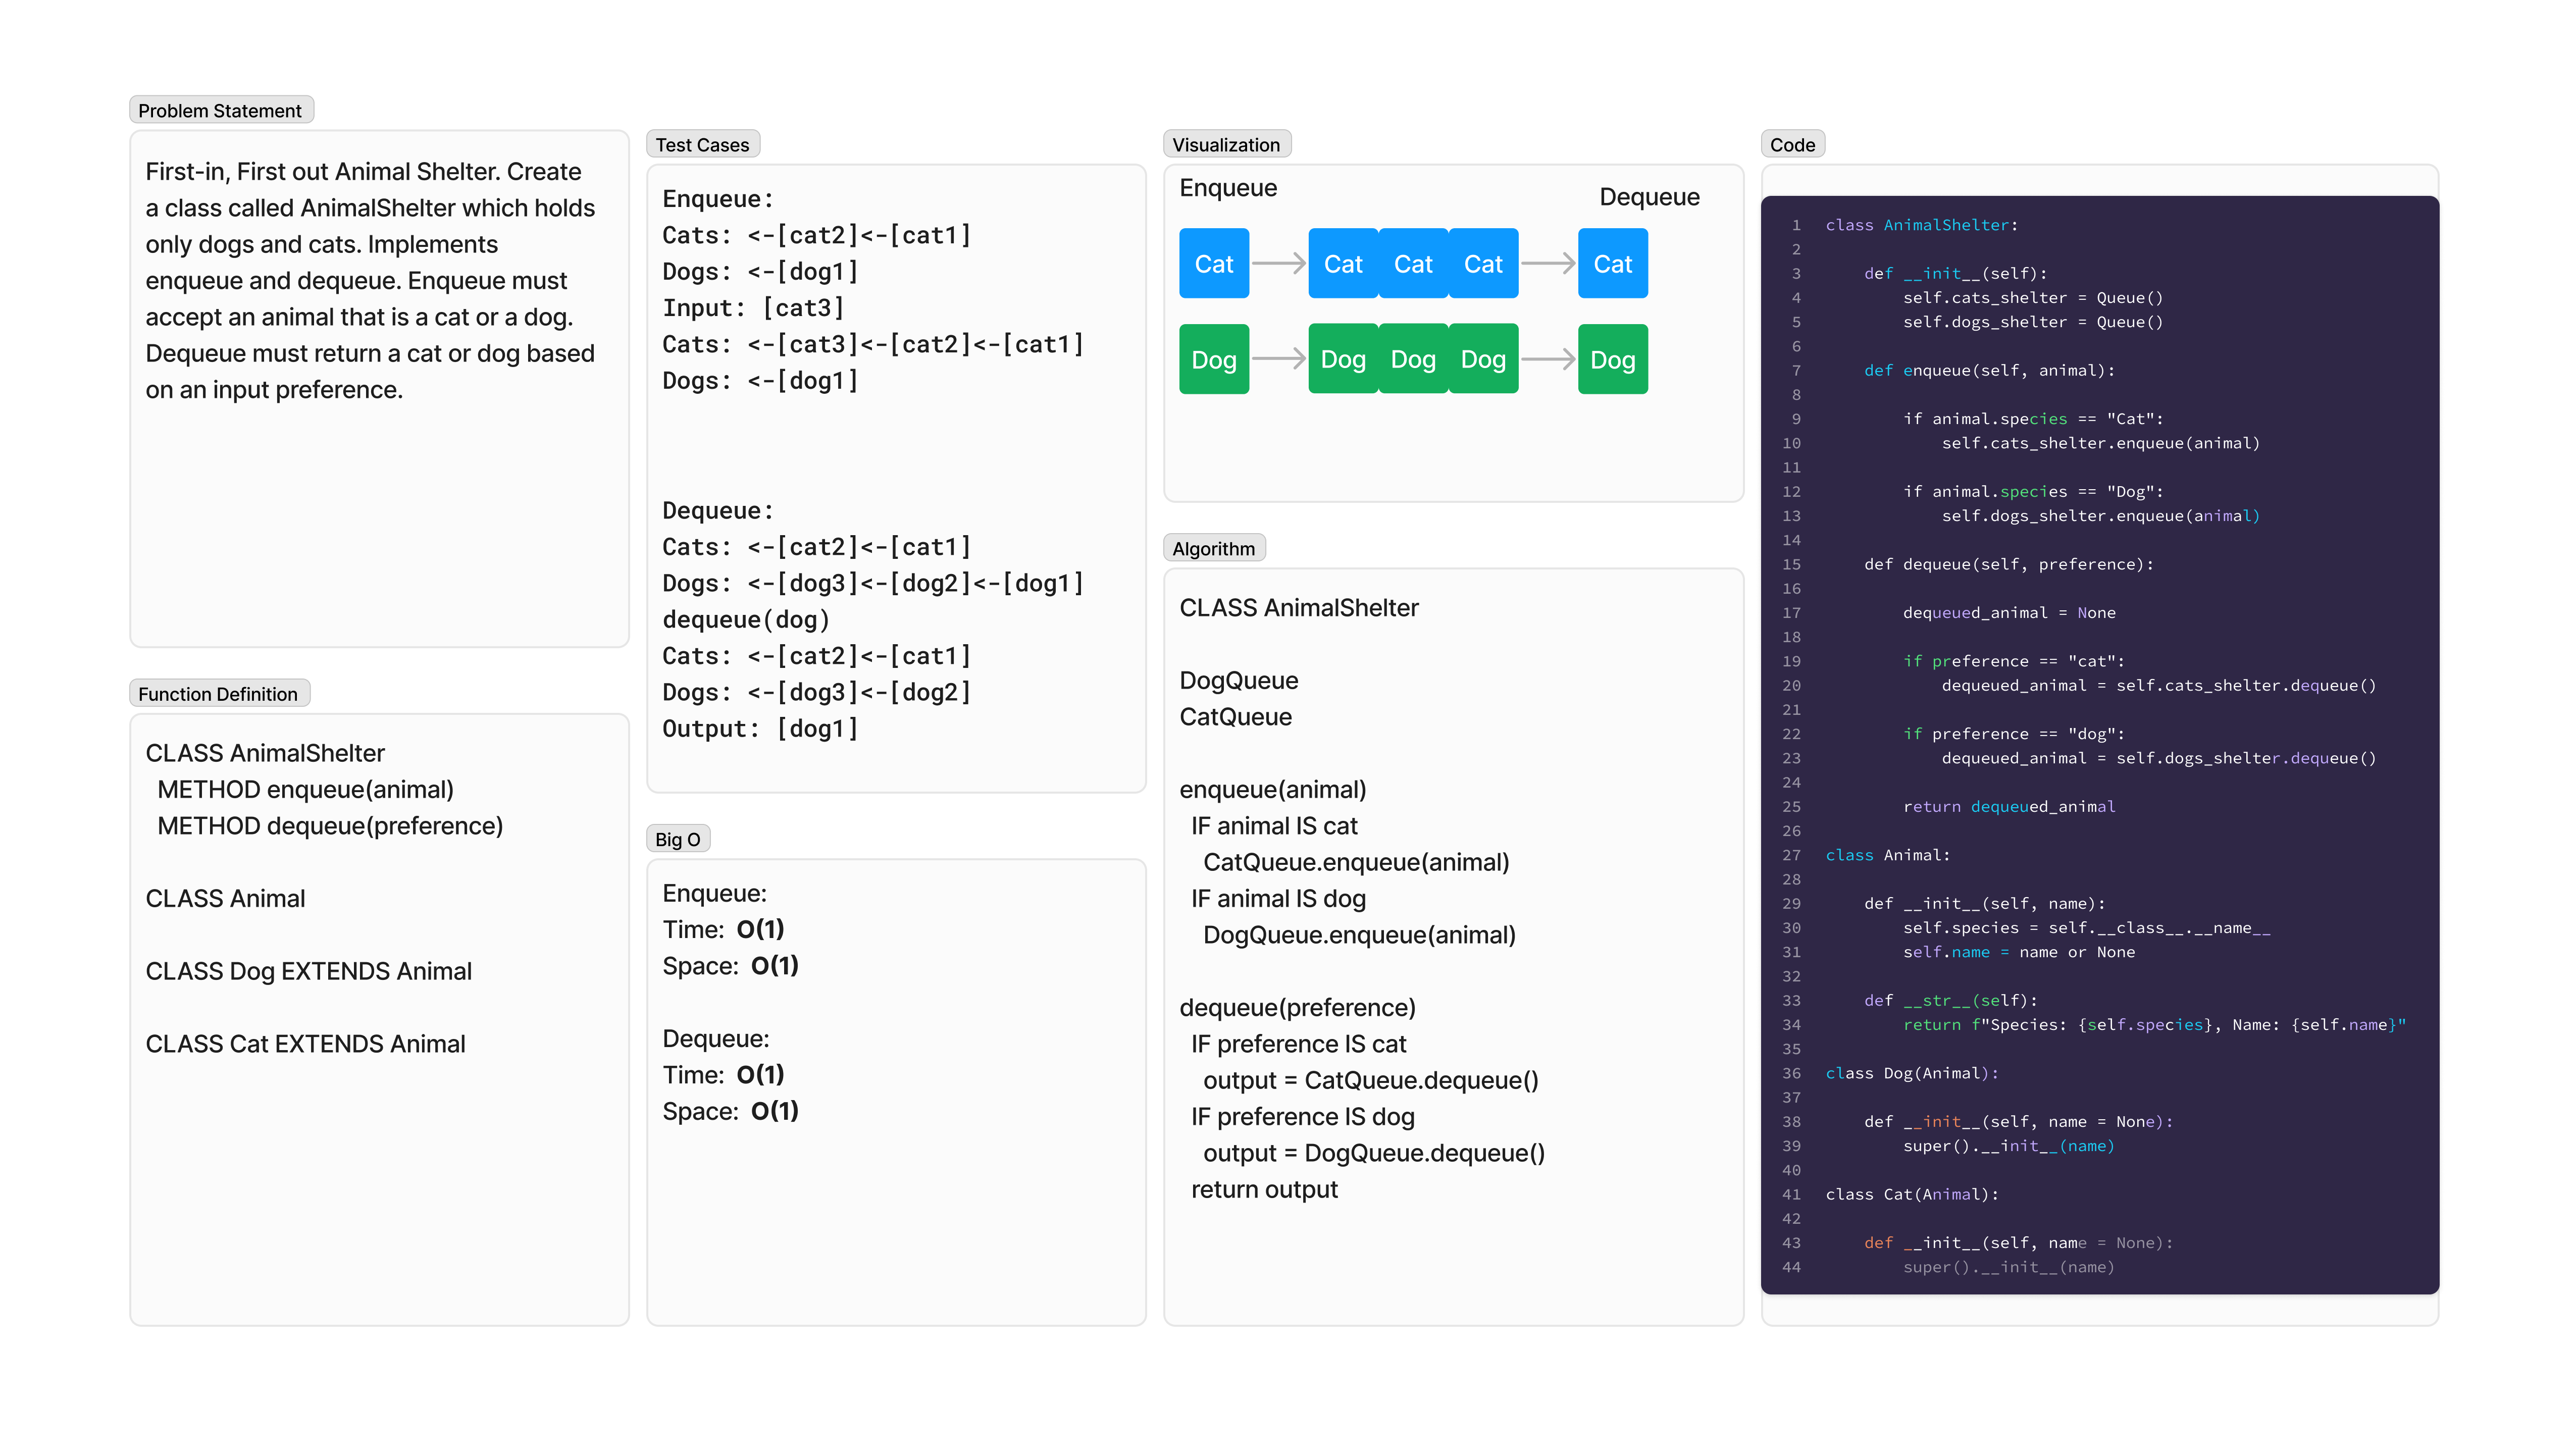 Problem Statement
First-in, First out Animal Shelter. Create
a class called AnimalShelter which holds
only dogs and cats. Implements
enqueue and dequeue. Enqueue must
accept an animal that is a cat or a dog.
Dequeue must return a cat or dog based
on an input preference.
Function Definition
CLASS AnimalShelter
METHOD enqueue(animal)
METHOD dequeue(preference)
CLASS Animal
CLASS Dog EXTENDS Animal
CLASS Cat EXTENDS Animal
Test Cases
Enqueue:
Cats: <-[cat2]<-[cat1]
Dogs: <-[dog1]
Input: [cat3]
Cats: <-[cat3]<-[cat2]<-[cat1]
Dogs: <-[dog1]
Dequeue:
Cats: <-[cat2]<-[cat1]
Dogs: <-[dog3]<-[dog2]<-[dog1]
dequeue(dog)
Cats: <-[cat2]<-[cat1]
Dogs: <-[dog3]<-[dog2]
Output: [dog1]
Big O
Enqueue:
Time: O(1)
Space: O(1)
Dequeue:
Time: O(1)
Space: O(1)
Visualization
Enqueue
Dequeue
Cat Cat Cat Cat Cat
Dog Dog Dog Dog Dog
Algorithm
CLASS AnimalShelter
DogQueue
CatQueue
enqueue(animal)
IF animal IS cat
CatQueue.enqueue(animal)
IF animal IS dog
DogQueue.enqueue(animal)
dequeue(preference)
IF preference IS cat
output = CatQueue.dequeue()
IF preference IS dog
output = DogQueue.dequeue()
return output
Code
1 class AnimalShelter:
2
3 def __init__(self):
4 self.cats_shelter = Queue()
5 self.dogs_shelter = Queue()
6
7 def enqueue(self, animal):
8
9 if animal.species == "Cat":
10 self.cats_shelter.enqueue(animal)
11
12 if animal.species == "Dog":
13 self.dogs_shelter.enqueue(animal)
14
15 def dequeue(self, preference):
16
17 dequeued_animal = None
18
19 if preference == "cat":
20 dequeued_animal = self.cats_shelter.dequeue()
21
22 if preference == "dog":
23 dequeued_animal = self.dogs_shelter.dequeue()
24
25 return dequeued_animal
26
27 class Animal:
28
29 def __init__(self, name):
30 self.species = self.__class__.__name__
31 self.name = name or None
32
33 def __str__(self):
34 return f"Species: {self.species}, Name: {self.name}"
35
36 class Dog(Animal):
37
38 def __init__(self, name = None):
39 super().__init__(name)
40
41 class Cat(Animal):
42
43 def __init__(self, name = None):
44 super().__init__(name)